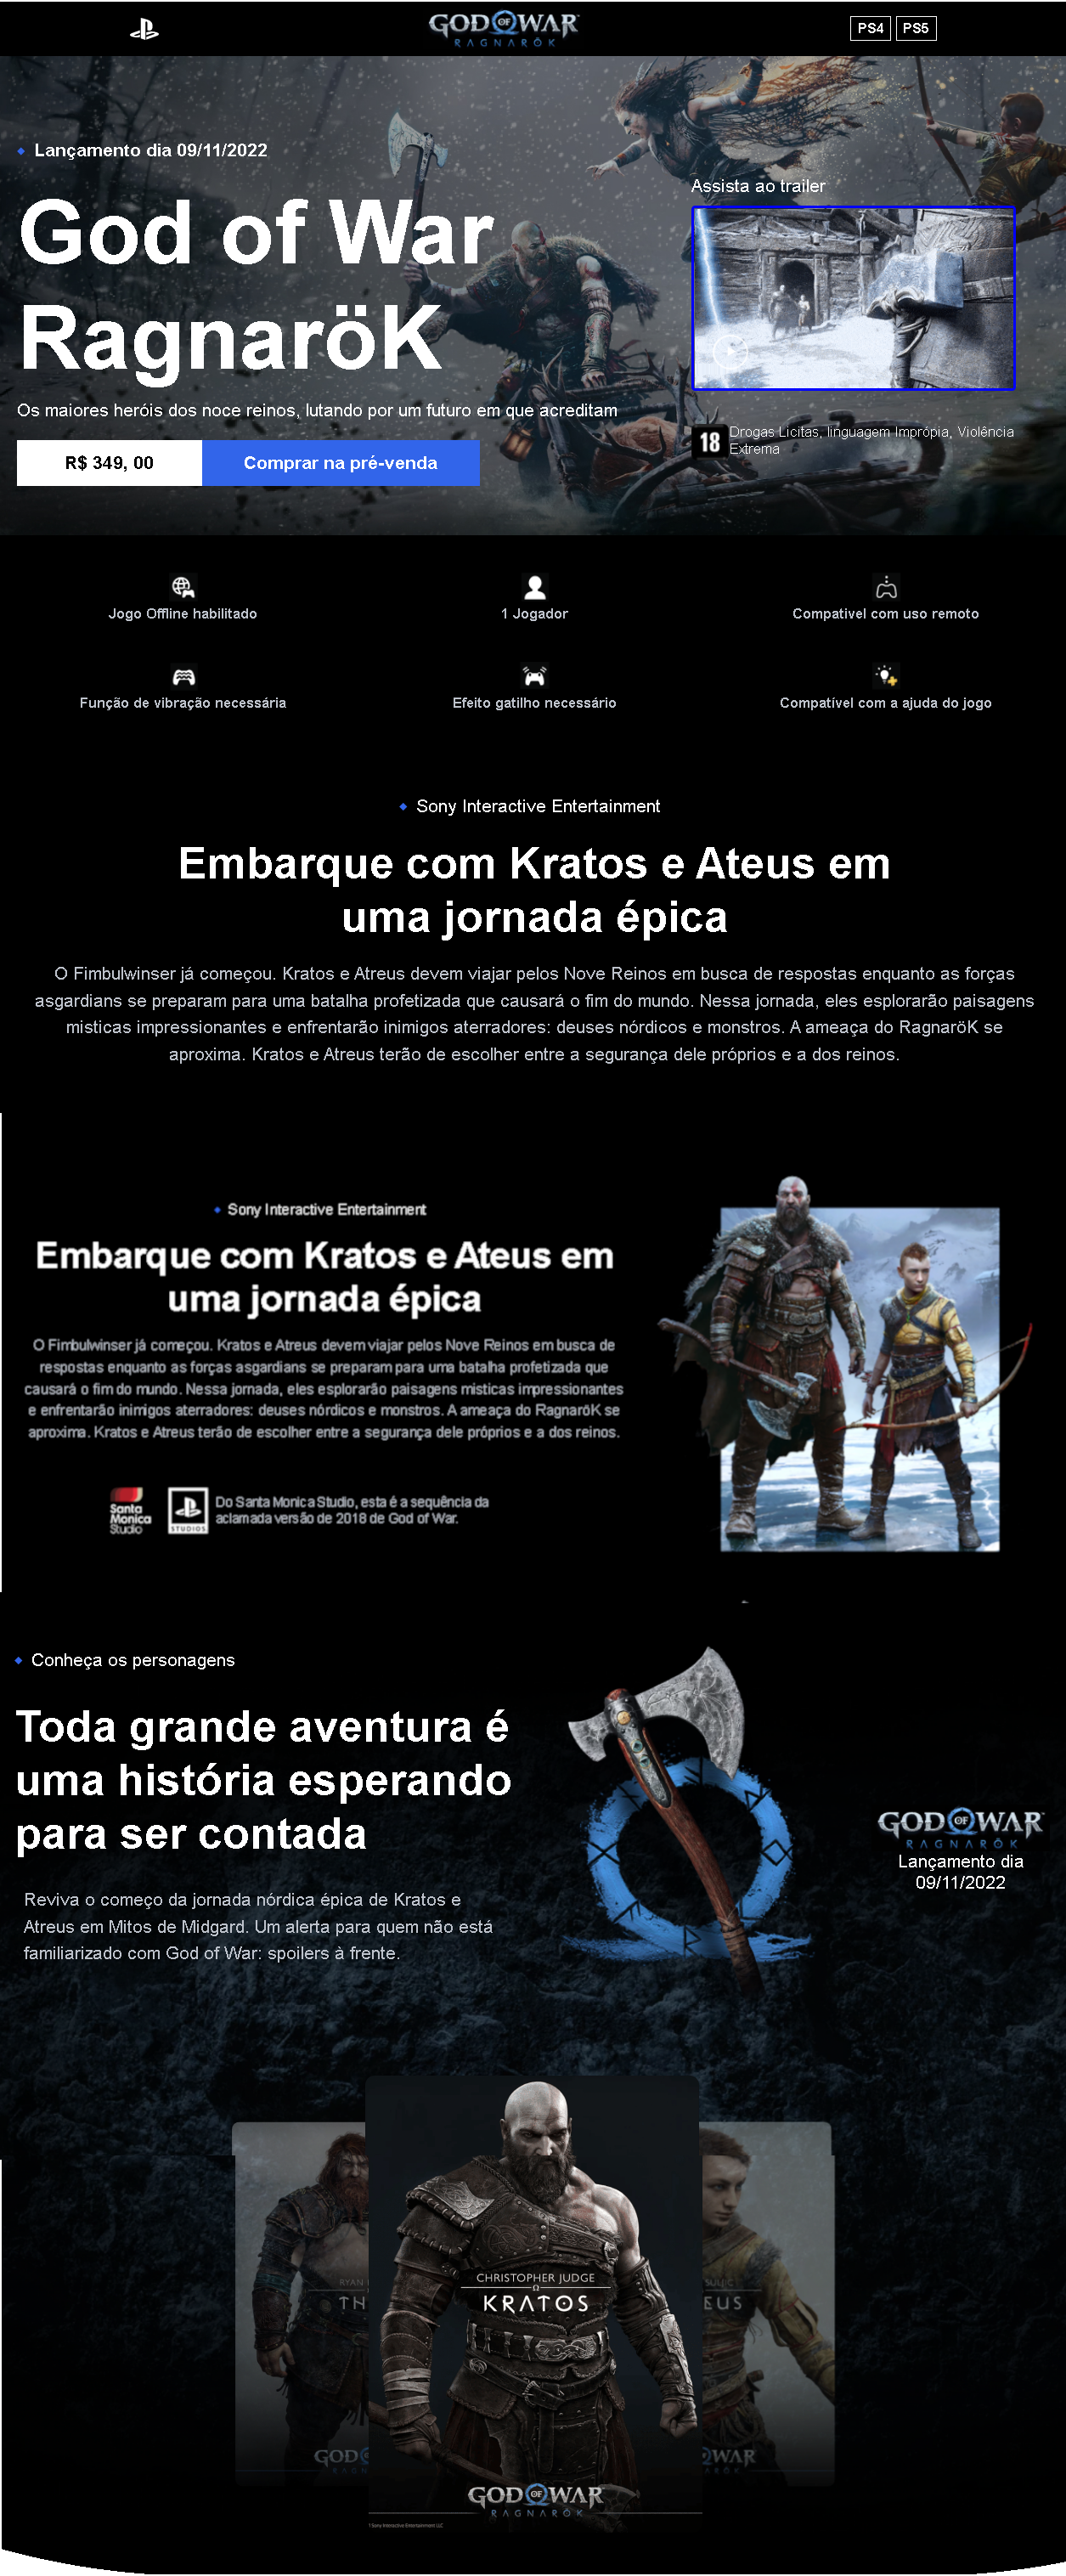 GOD OF WAR
RAGNARÖK
PS4 PS5
Lançamento dia 09/11/2022
God of War
RagnaröK
Os maiores heróis dos noce reinos, lutando por um futuro em que acreditam
R$ 349, 00
Comprar na pré-venda
Assista ao trailer
18
Drogas Licitas, linguagem Imprópia, Violência
Extrema
Jogo Offline habilitado
1 Jogador
Compativel com uso remoto
Função de vibração necessária
Efeito gatilho necessário
Compatível com a ajuda do jogo
Sony Interactive Entertainment
Embarque com Kratos e Ateus em
uma jornada épica
O Fimbulwinser já começou. Kratos e Atreus devem viajar pelos Nove Reinos em busca de respostas enquanto as forças
asgardians se preparam para uma batalha profetizada que causará o fim do mundo. Nessa jornada, eles esplorarão paisagens
misticas impressionantes e enfrentarão inimigos aterradores: deuses nórdicos e monstros. A ameaça do RagnaröK se
aproxima. Kratos e Atreus terão de escolher entre a segurança dele próprios e a dos reinos.
Sony Interactive Entertainment
Embarque com Kratos e Ateus em
uma jornada épica
O Fimbulwinser já começou. Kratos e Atreus devem viajar pelos Nove Reinos em busca de
respostas enquanto as forças asgardians se preparam para uma batalha profetizada que
causará o fim do mundo. Nessa jornada, eles esplorarão paisagens misticas impressionantes
e enfrentarão inimigos aterradores: deuses nórdicos e monstros. A ameaça do RagnaröK se
aproxima. Kratos e Atreus terão de escolher entre a segurança dele próprios e a dos reinos.
Santa
Monica
Studio
STUDIOS
Do Santa Monica Studio, esta é a sequência da
aclamada versão de 2018 de God of War.
Conheça os personagens
Toda grande aventura é
uma história esperando
para ser contada
Reviva o começo da jornada nórdica épica de Kratos e
Atreus em Mitos de Midgard. Um alerta para quem não está
familiarizado com God of War: spoilers à frente.
GOD OF WAR
RAGNARÖK
Lançamento dia
09/11/2022
RYAN
TH
CHRISTOPHER JUDGE
KRATOS
SULJIC
EUS
GOD
GOD OF WAR
RAGNARÖK
WAR
Sony Interactive Entertainment LLC